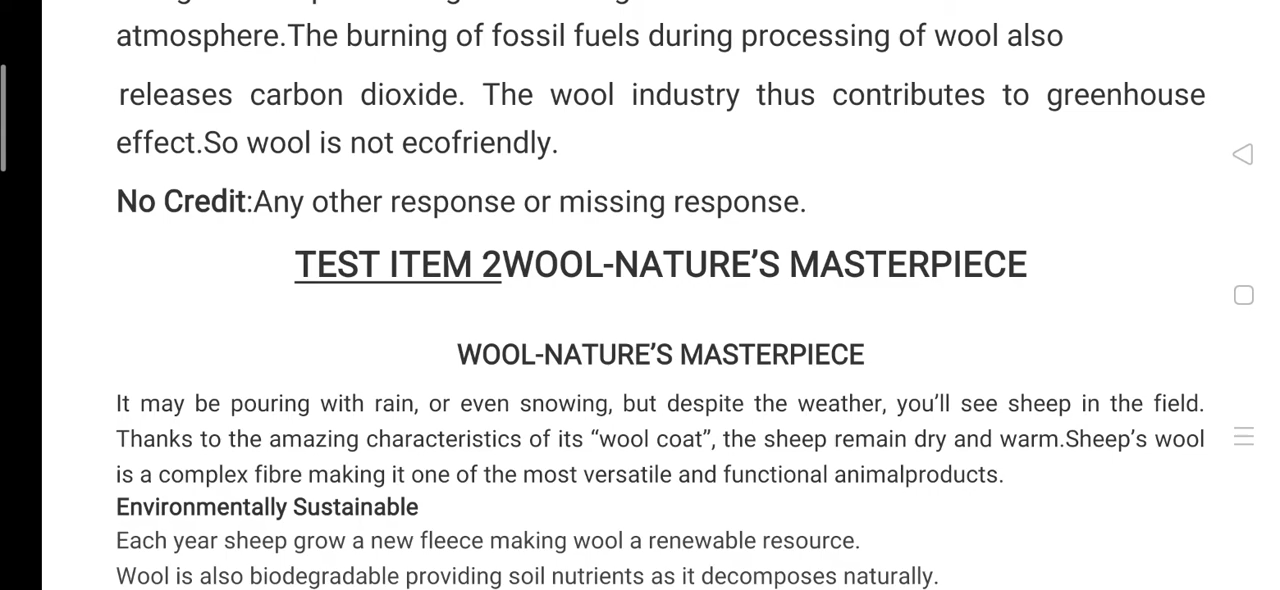 atmosphere.The burning of fossil fuels during processing of wool also
releases carbon dioxide. The wool industry thus contributes to greenhouse
effect.So wool is not ecofriendly.
No Credit:Any other response or missing response.
TEST ITEM 2WOOL-NATURE'S MASTERPIECE
WOOL-NATURE'S MASTERPIECE
It may be pouring with rain, or even snowing, but despite the weather, you'll see sheep in the field.
Thanks to the amazing characteristics of its “wool coat”, the sheep remain dry and warm.Sheep's wool
is a complex fibre making it one of the most versatile and functional animalproducts.
Environmentally Sustainable
Each year sheep grow a new fleece making wool a renewable resource.
Wool is also biodegradable providing soil nutrients as it decomposes naturally.